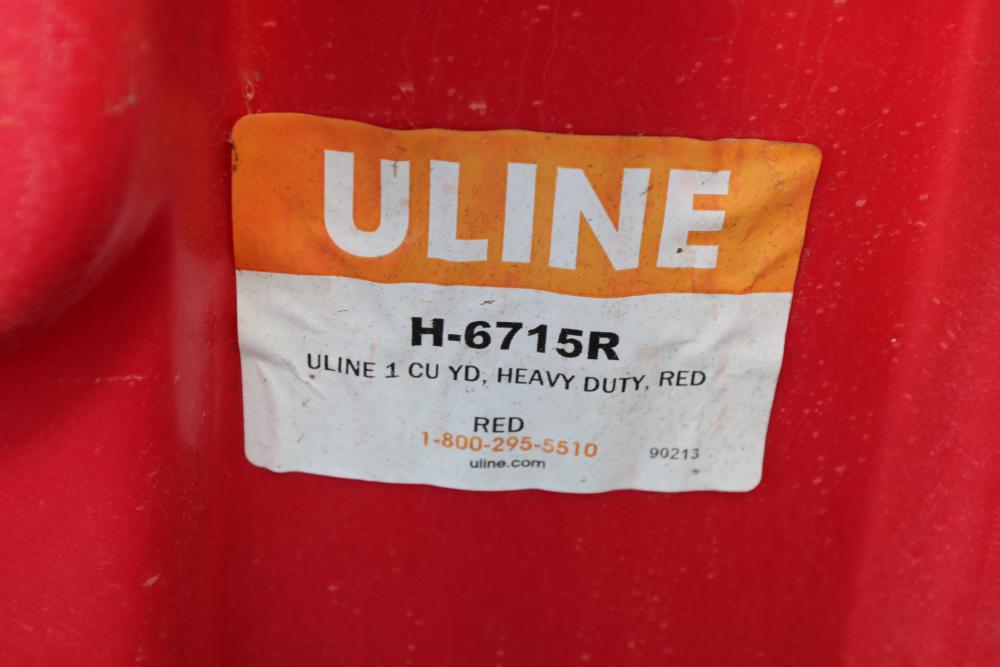 ULINE
H-6715R
ULINE 1 CU YD, HEAVY DUTY, RED
RED
1-800-295-5510
uline.com
90213